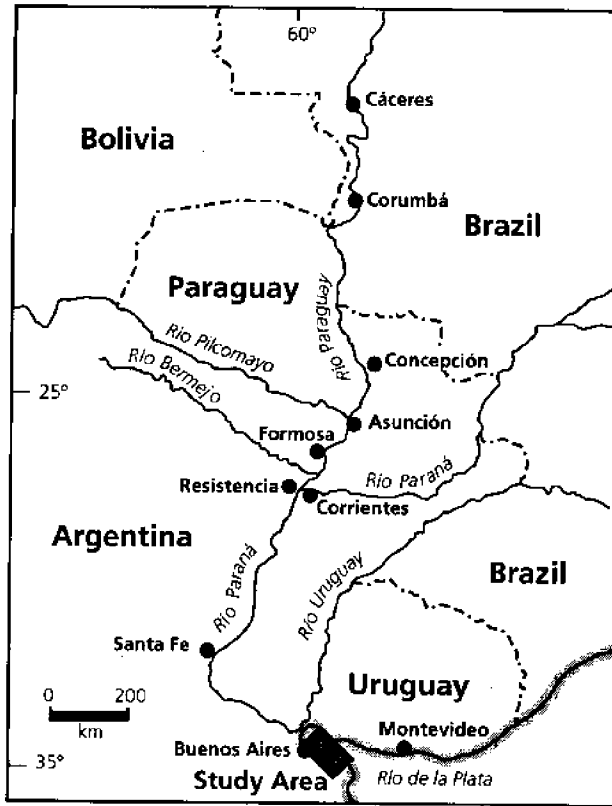 60°
Cáceres
Bolivia
Corumbá
Brazil
Paraguay
Río Paraguay
Río Pilcomayo
Río Bermejo
Concepción
25°
Asunción
Formosa
Río Paraná
Resistencia
Corrientes
Argentina
Río Paraná
Río Uruguay
Brazil
Santa Fe
0 200
km
Uruguay
Montevideo
Buenos Aires
35°
Study Area
Río de la Plata